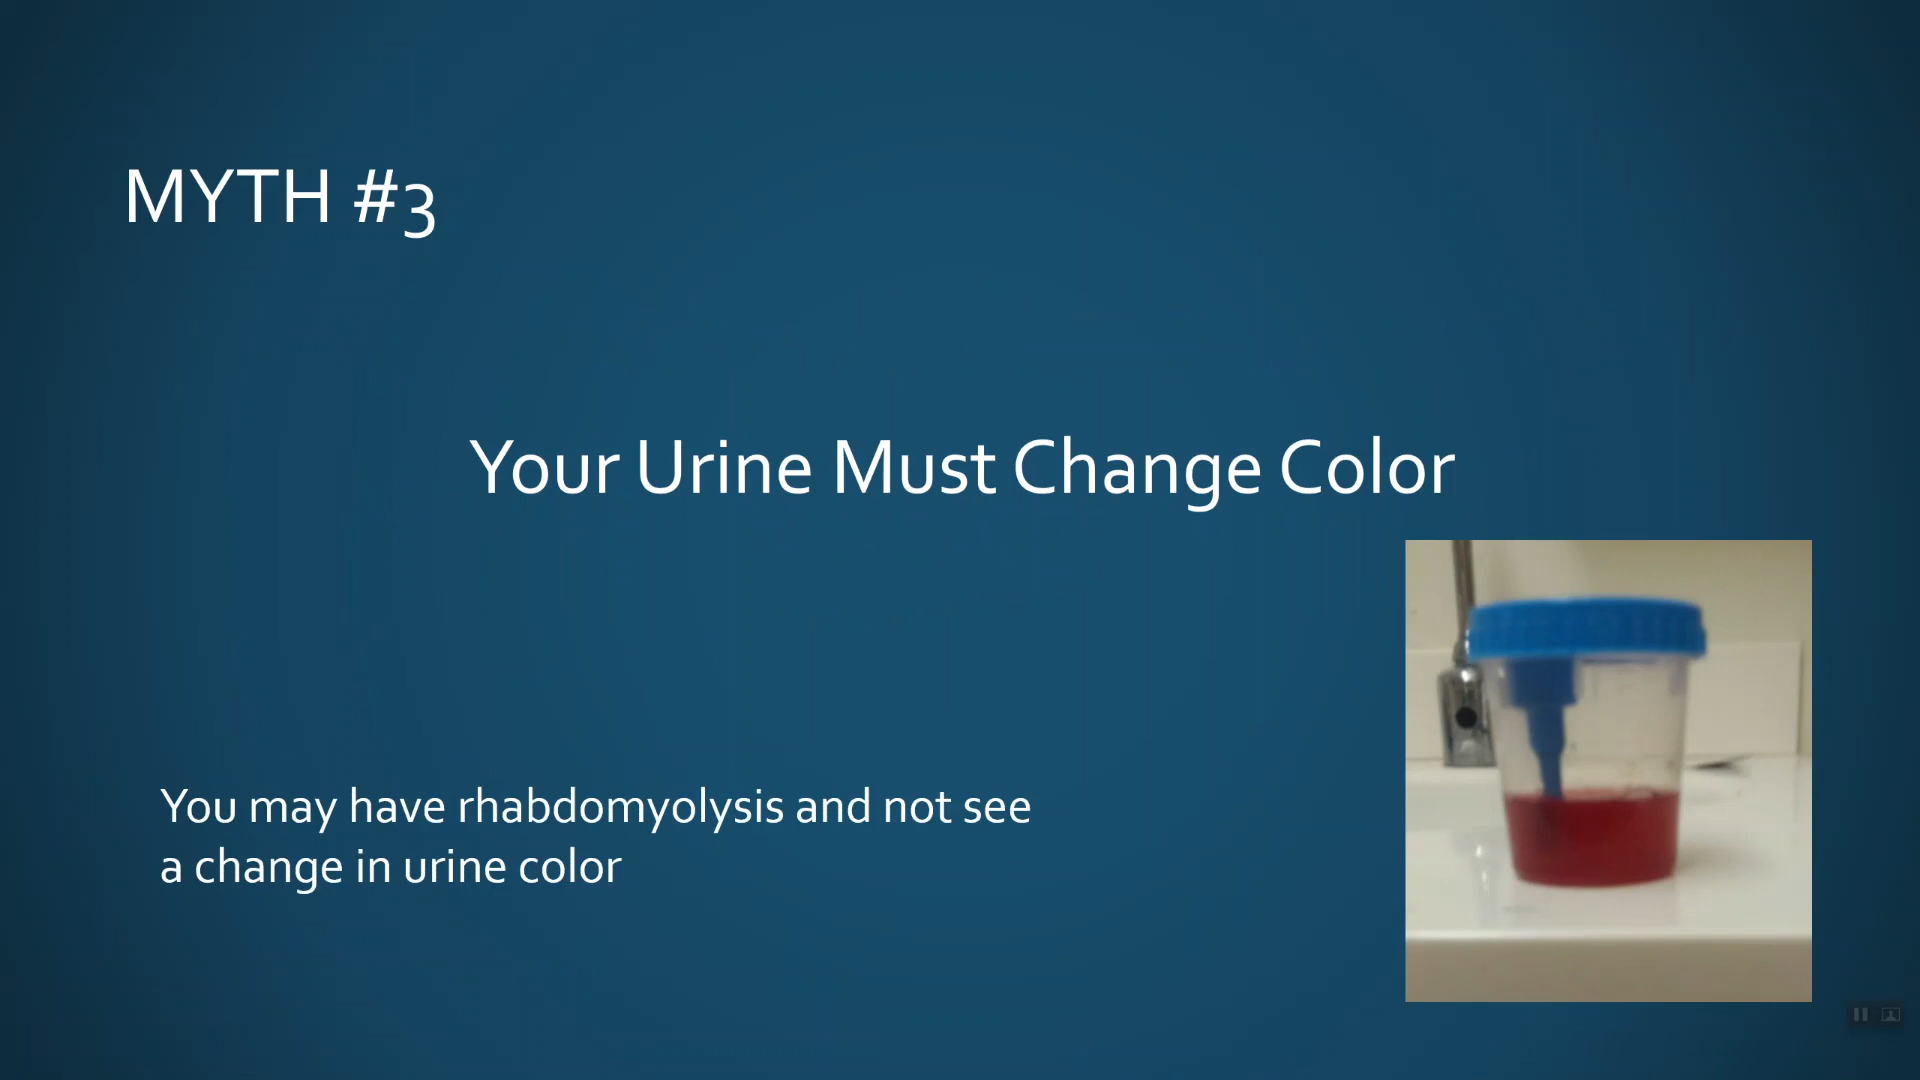 MYTH #3
Your Urine Must Change Color
You may have rhabdomyolysis and not see
a change in urine color